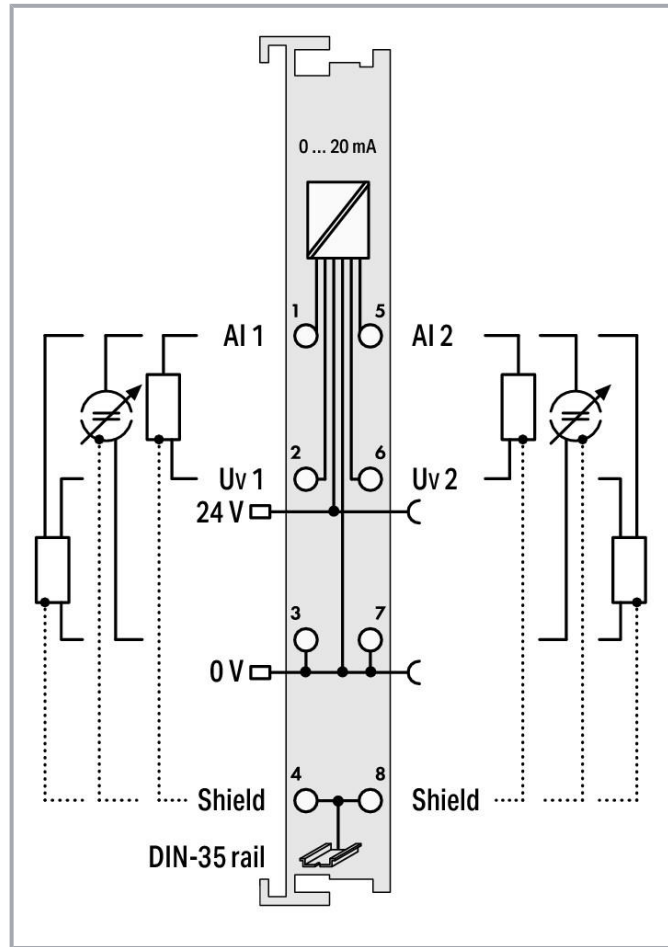 0 ... 20 mA
1 5
AI 1 AI 2
2 6
Uv 1 Uv 2
24 V
3 7
0 V
4 8
Shield Shield
DIN-35 rail